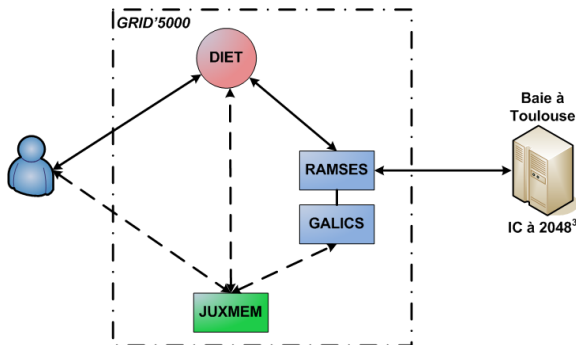 GRID'5000
DIET
Baie à
Toulouse
RAMSES
GALICS
IC à 2048³
JUXMEM